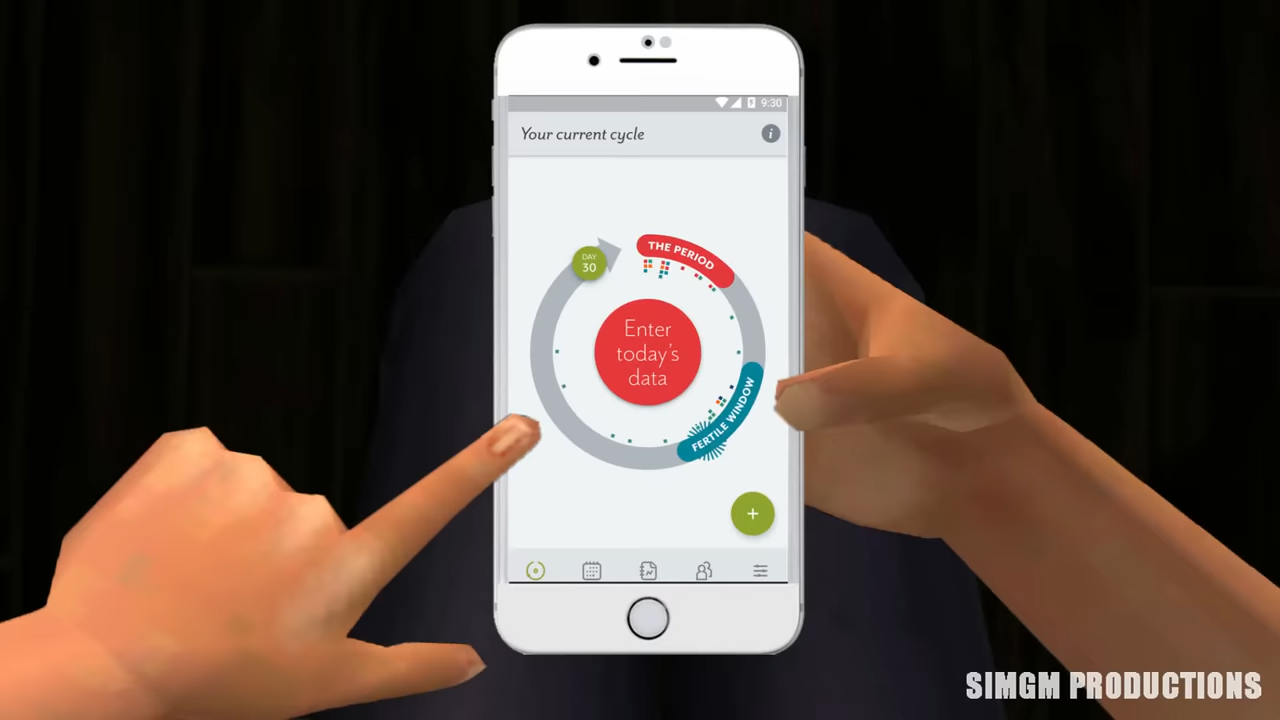 9:30
Your current cycle
i
THE PERIOD
DAY
30
Enter
today's
data
FERTILE WINDOW
+
SIMGM PRODUCTIONS